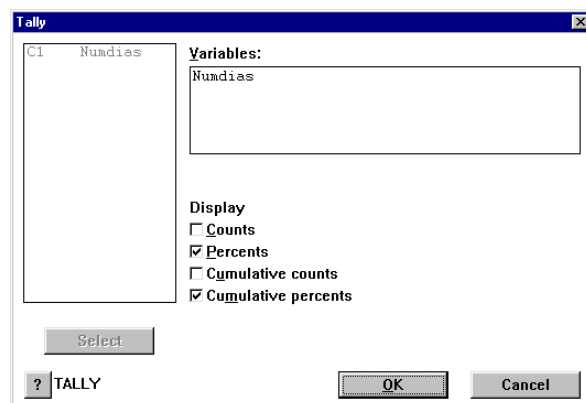 Tally
C1 Numdias
Variables:
Numdias
Display
Counts
Percents
Cumulative counts
Cumulative percents
Select
? TALLY
OK
Cancel